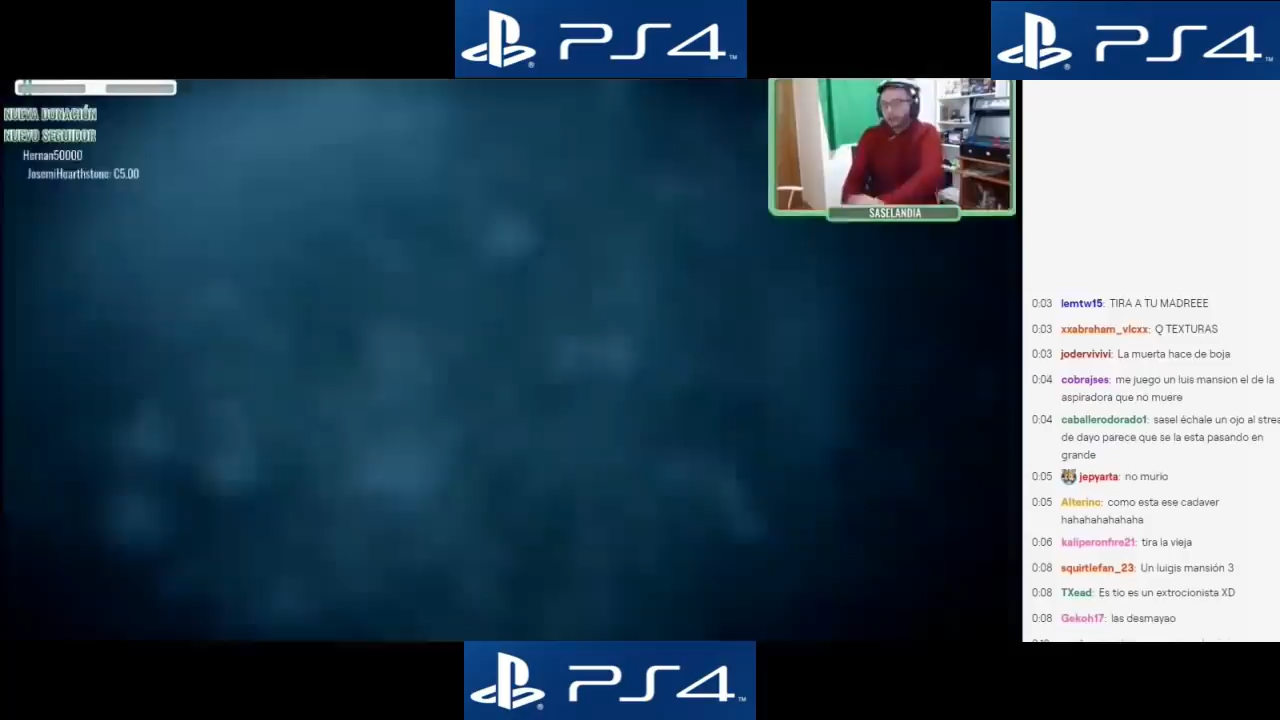 PS4™
PS4™
NUEVA DONACIÓN
NUEVO SEGUIDOR
Hernan50000
JosemiHearthstone: €5.00
SASELANDIA
0:03 lemtw15: TIRA A TU MADREEE
0:03 xxabraham_vlcxx: Q TEXTURAS
0:03 jodervivivi: La muerta hace de boja
0:04 cobrajses: me juego un luis mansion el de la
aspiradora que no muere
0:04 caballerodorado1: sasel échale un ojo al strea
de dayo parece que se la esta pasando en
grande
0:05 jepyarta: no murio
0:05 Alterinc: como esta ese cadaver
hahahahahahaha
0:06 kaliperonfire21: tira la vieja
0:08 squirtlefan_23: Un luigis mansión 3
0:08 TXead: Es tio es un extrocionista XD
0:08 Gekoh17: las desmayao
PS4™